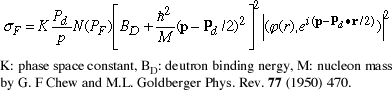 σ_F = K P_d/p N(P_F) [B_D + ħ²/M (p − P_d /2)²]² |(φ(r), e^{i(p−P_d•r/2)})|²
K: phase space constant, B_D: deutron binding nergy, M: nucleon mass
by G. F Chew and M.L. Goldberger Phys. Rev. 77 (1950) 470.